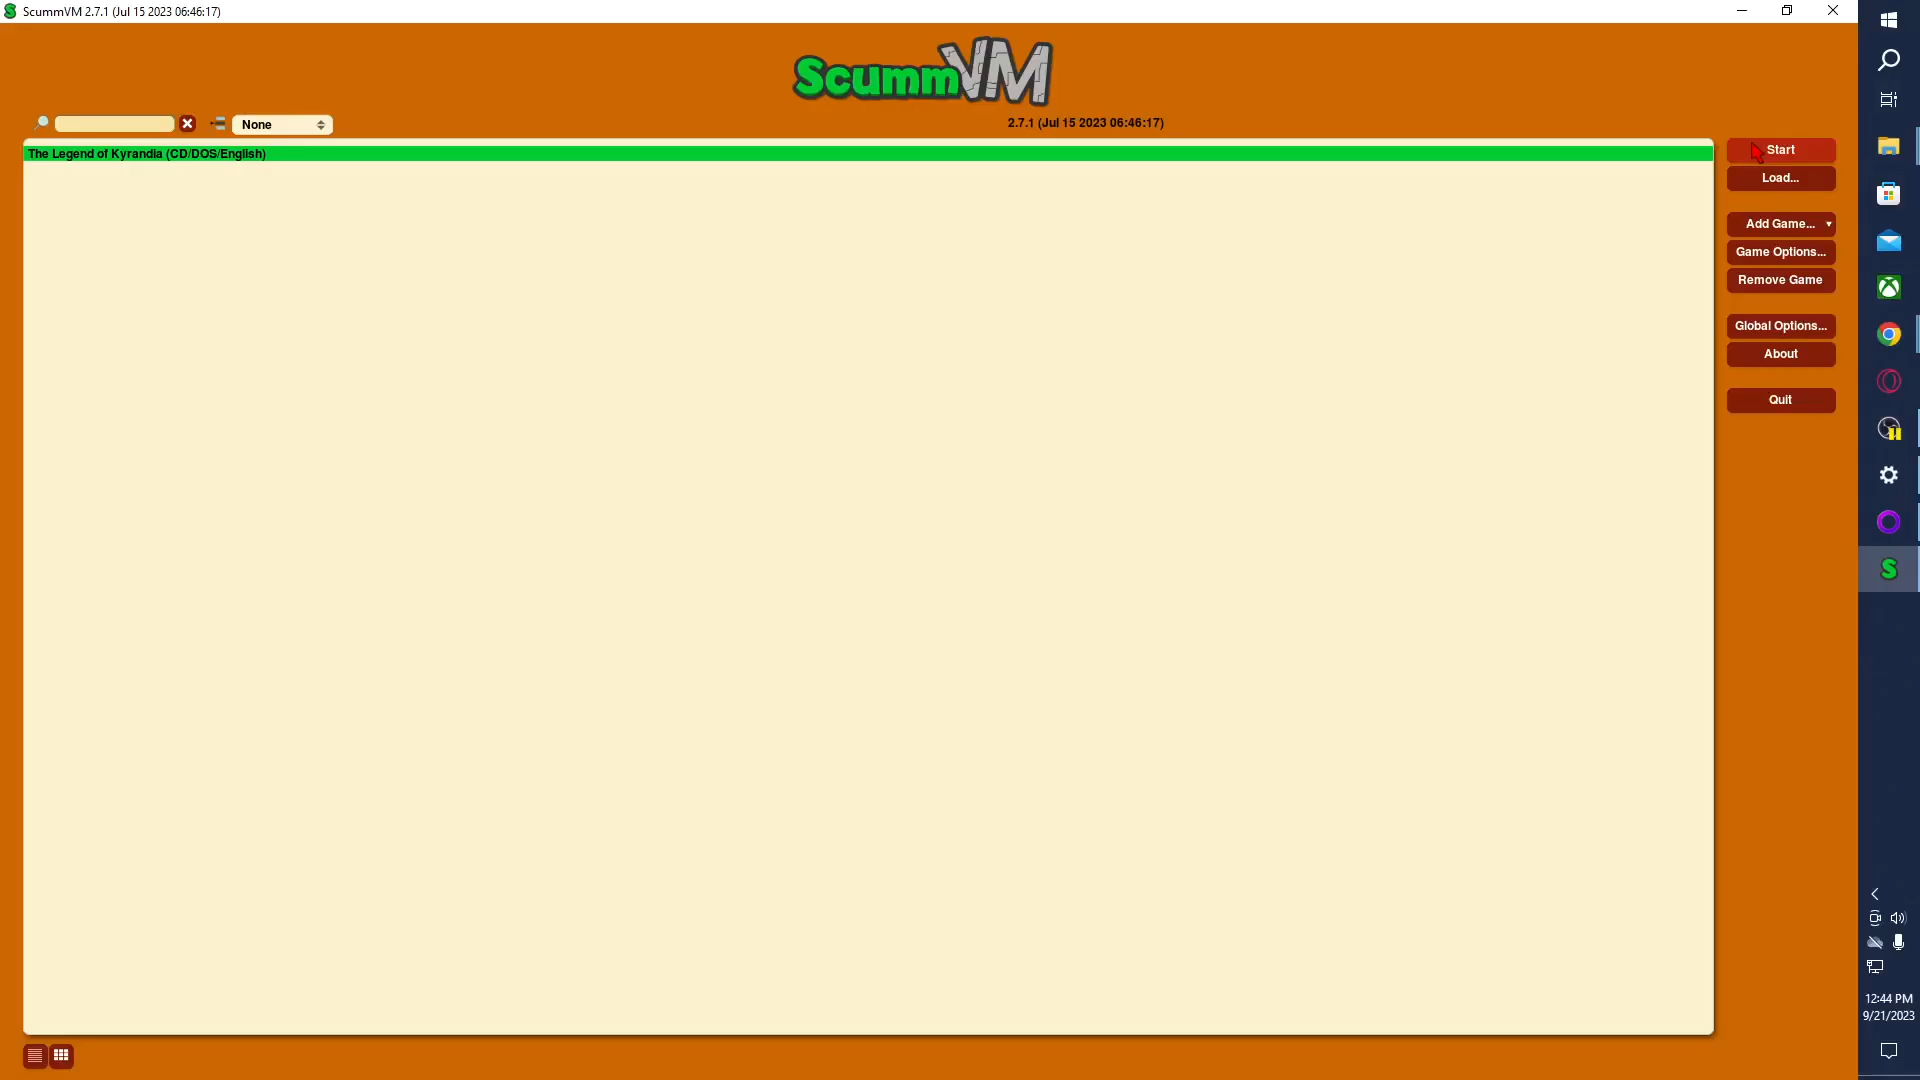 ScummVM 2.7.1 (Jul 15 2023 06:46:17)
ScummVM
None
2.7.1 (Jul 15 2023 06:46:17)
The Legend of Kyrandia (CD/DOS/English)
Start
Load...
Add Game...
Game Options...
Remove Game
Global Options...
About
Quit
12:44 PM
9/21/2023